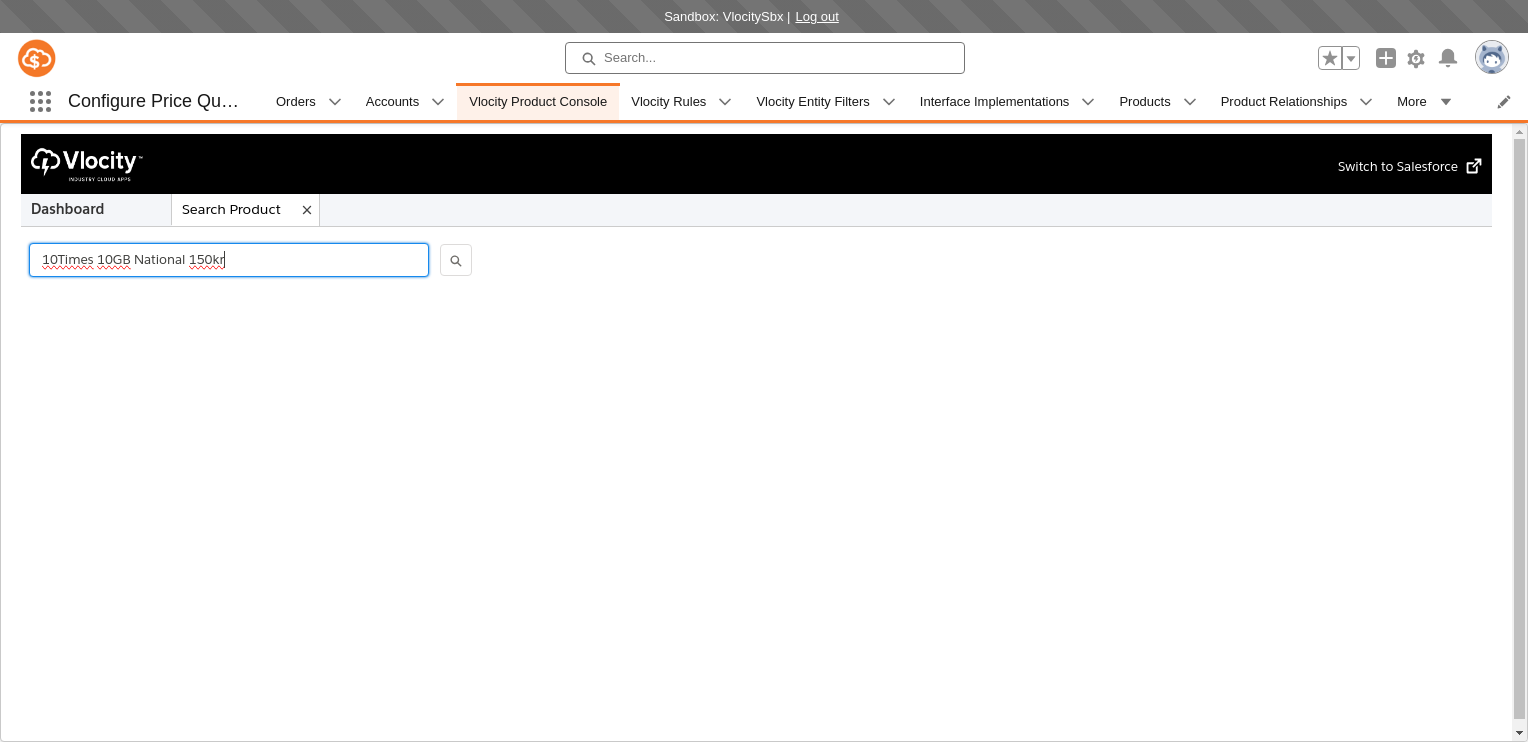 Sandbox: VlocitySbx | Log out
Search...
Configure Price Qu... Orders Accounts Vlocity Product Console Vlocity Rules Vlocity Entity Filters Interface Implementations Products Product Relationships More
Vlocity™
INDUSTRY CLOUD APPS
Switch to Salesforce
Dashboard Search Product
10Times 10GB National 150kr